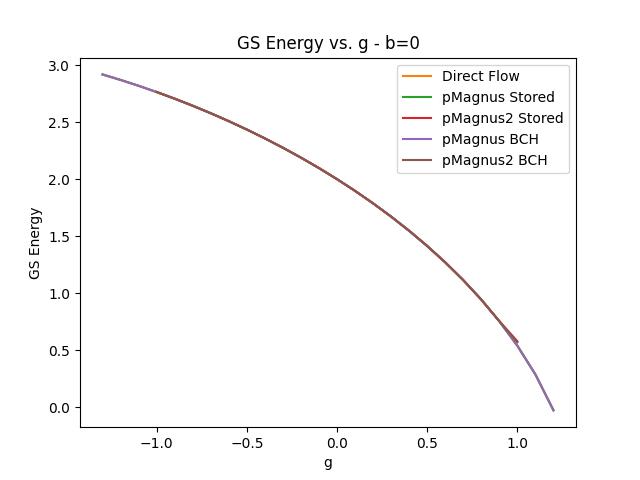 GS Energy vs. g - b=0
Direct Flow
pMagnus Stored
pMagnus2 Stored
pMagnus BCH
pMagnus2 BCH
3.0
2.5
2.0
1.5
1.0
0.5
0.0
GS Energy
−1.0
−0.5
0.0
0.5
1.0
g